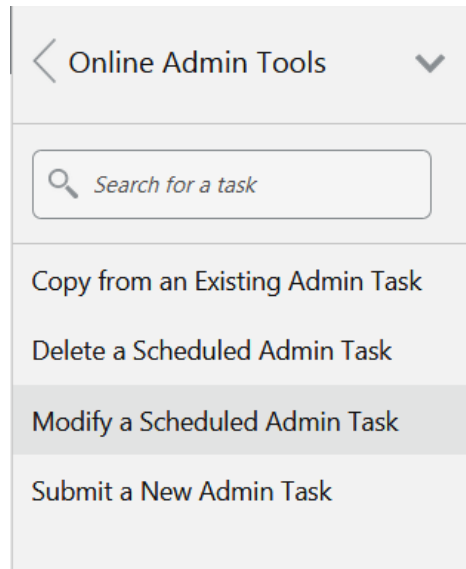 Online Admin Tools
Search for a task
Copy from an Existing Admin Task
Delete a Scheduled Admin Task
Modify a Scheduled Admin Task
Submit a New Admin Task